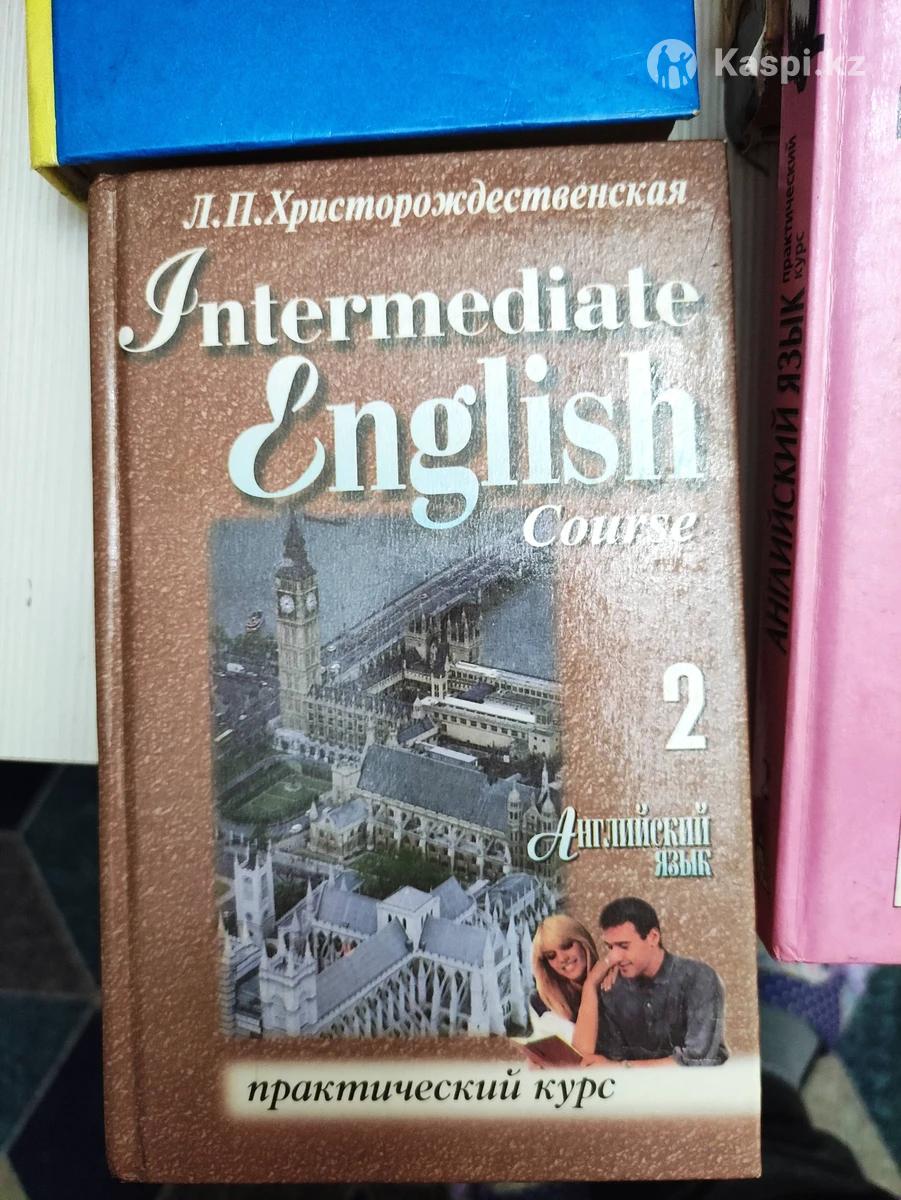 Kaspi.kz
Л.П.Христорождественская
Intermediate
English
Course
2
Английский
язык
практический курс
АНГЛИЙСКИЙ ЯЗЫК
практический
курс